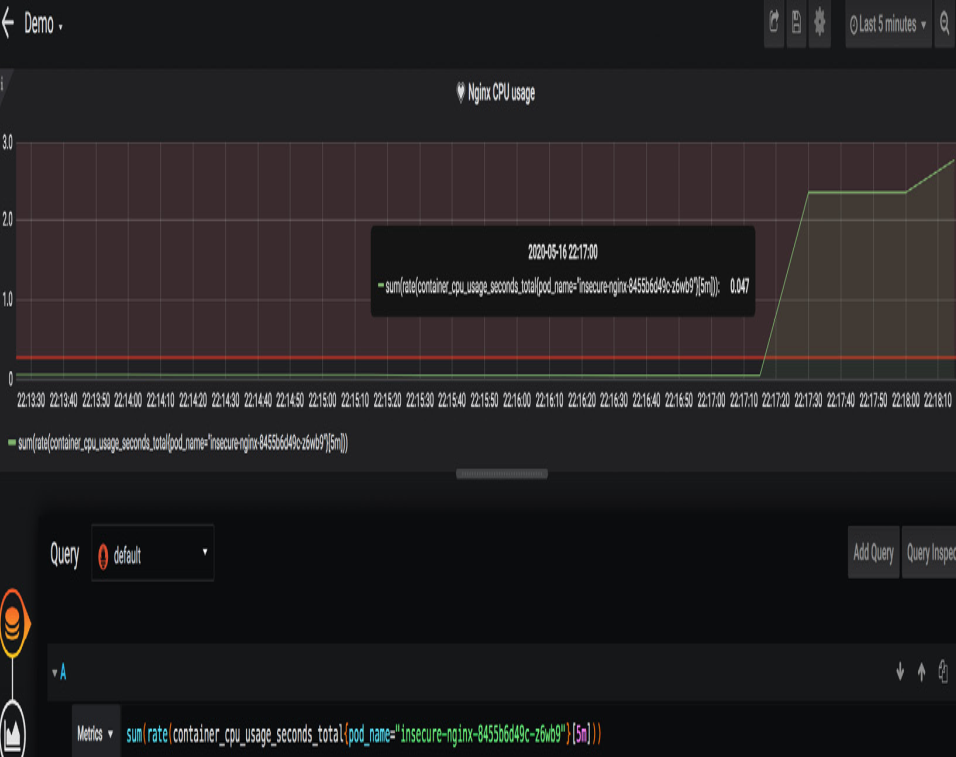 Demo
Last 5 minutes
i
Nginx CPU usage
3.0
2.0
1.0
0
2020-05-16 22:17:00
sum(rate(container_cpu_usage_seconds_total{pod_name="insecure-nginx-8455b6d49c-z6wb9"}[5m])): 0.047
22:13:30 22:13:40 22:13:50 22:14:00 22:14:10 22:14:20 22:14:30 22:14:40 22:14:50 22:15:00 22:15:10 22:15:20 22:15:30 22:15:40 22:15:50 22:16:00 22:16:10 22:16:20 22:16:30 22:16:40 22:16:50 22:17:00 22:17:10 22:17:20 22:17:30 22:17:40 22:17:50 22:18:00 22:18:10
sum(rate(container_cpu_usage_seconds_total{pod_name="insecure-nginx-8455b6d49c-z6wb9"}[5m]))
Query default Add Query Query Inspec
A
Metrics sum(rate(container_cpu_usage_seconds_total{pod_name="insecure-nginx-8455b6d49c-z6wb9"}[5m]))